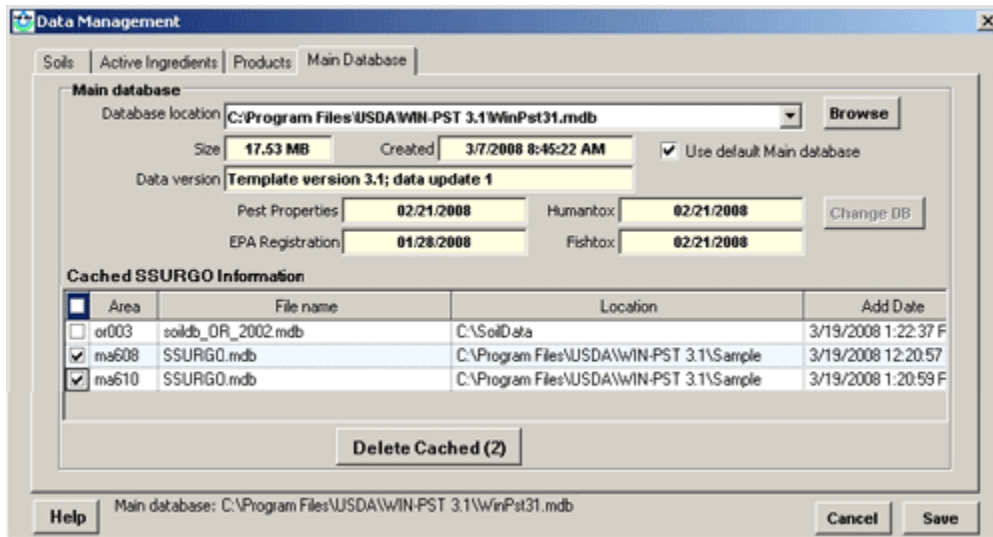 Data Management
Soils Active Ingredients Products Main Database
Main database
Database location C:\Program Files\USDA\WIN-PST 3.1\WinPst31.mdb Browse
Size 17.53 MB Created 3/7/2008 8:45:22 AM Use default Main database
Data version Template version 3.1; data update 1
Pest Properties 02/21/2008 Humantox 02/21/2008 Change DB
EPA Registration 01/28/2008 Fishtox 02/21/2008
Cached SSURGO Information
Area File name Location Add Date
or003 soildb_OR_2002.mdb C:\SoilData 3/19/2008 1:22:37 F
ma608 SSURGO.mdb C:\Program Files\USDA\WIN-PST 3.1\Sample 3/19/2008 12:20:57
ma610 SSURGO.mdb C:\Program Files\USDA\WIN-PST 3.1\Sample 3/19/2008 1:20:59 F
Delete Cached (2)
Help Main database: C:\Program Files\USDA\WIN-PST 3.1\WinPst31.mdb Cancel Save